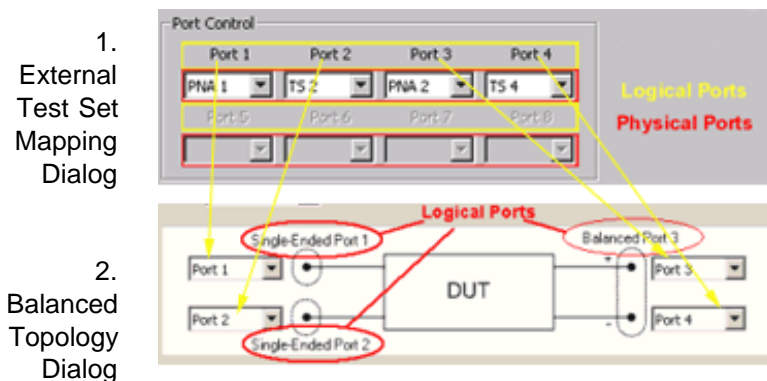 1.
External
Test Set
Mapping
Dialog
Port Control
Port 1 Port 2 Port 3 Port 4
PNA 1 TS 2 PNA 2 TS 4
Port 5 Port 6 Port 7 Port 8
Logical Ports
Physical Ports
2.
Balanced
Topology
Dialog
Logical Ports
Single-Ended Port 1
Balanced Port 3
Port 1
+
Port 3
DUT
Port 2
-
Port 4
Single-Ended Port 2